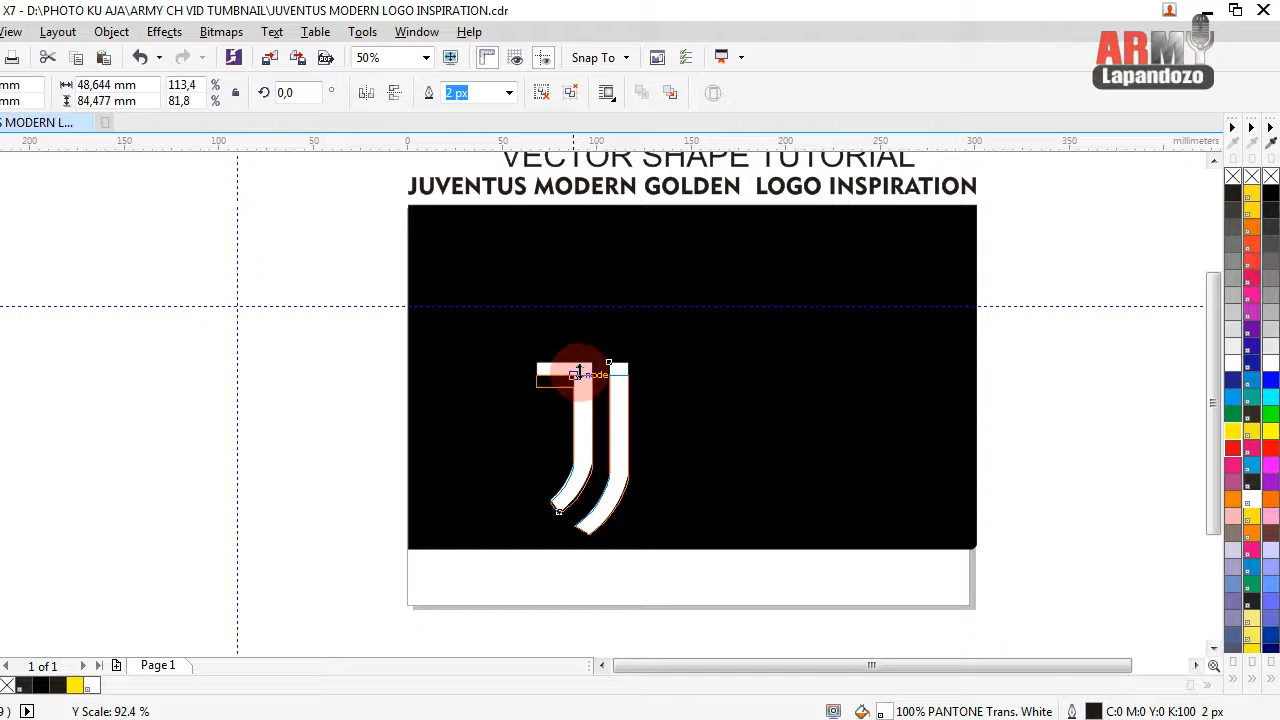 X7 - D:\PHOTO KU AJA\ARMY CH VID TUMBNAIL\JUVENTUS MODERN LOGO INSPIRATION.cdr
View Layout Object Effects Bitmaps Text Table Tools Window Help
ARMY
Lapandozo
50% Snap To
mm 48,644 mm 113,4 %
mm 84,477 mm 81,3 %
0,0 °
2 px
S MODERN L...
200 150 100 50 0 50 100 150 200 250 300 350 millimeters
VECTOR SHAPE TUTORIAL
JUVENTUS MODERN GOLDEN LOGO INSPIRATION
node
1 of 1 Page 1
Y Scale: 92.4 % 100% PANTONE Trans. White C:0 M:0 Y:0 K:100 2 px